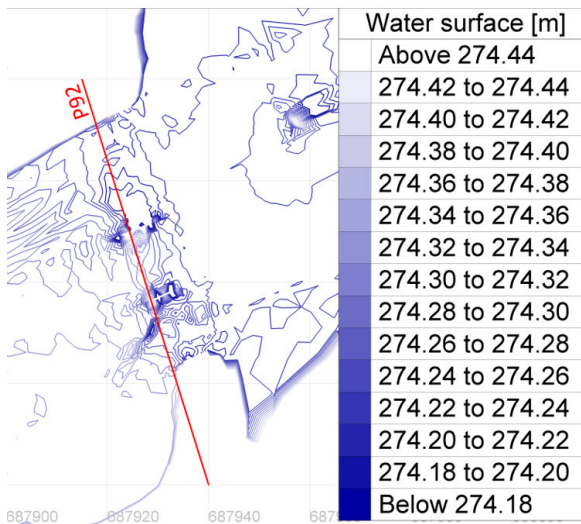 P92
687900
687920
687940
Water surface [m]
Above 274.44
274.42 to 274.44
274.40 to 274.42
274.38 to 274.40
274.36 to 274.38
274.34 to 274.36
274.32 to 274.34
274.30 to 274.32
274.28 to 274.30
274.26 to 274.28
274.24 to 274.26
274.22 to 274.24
274.20 to 274.22
274.18 to 274.20
Below 274.18